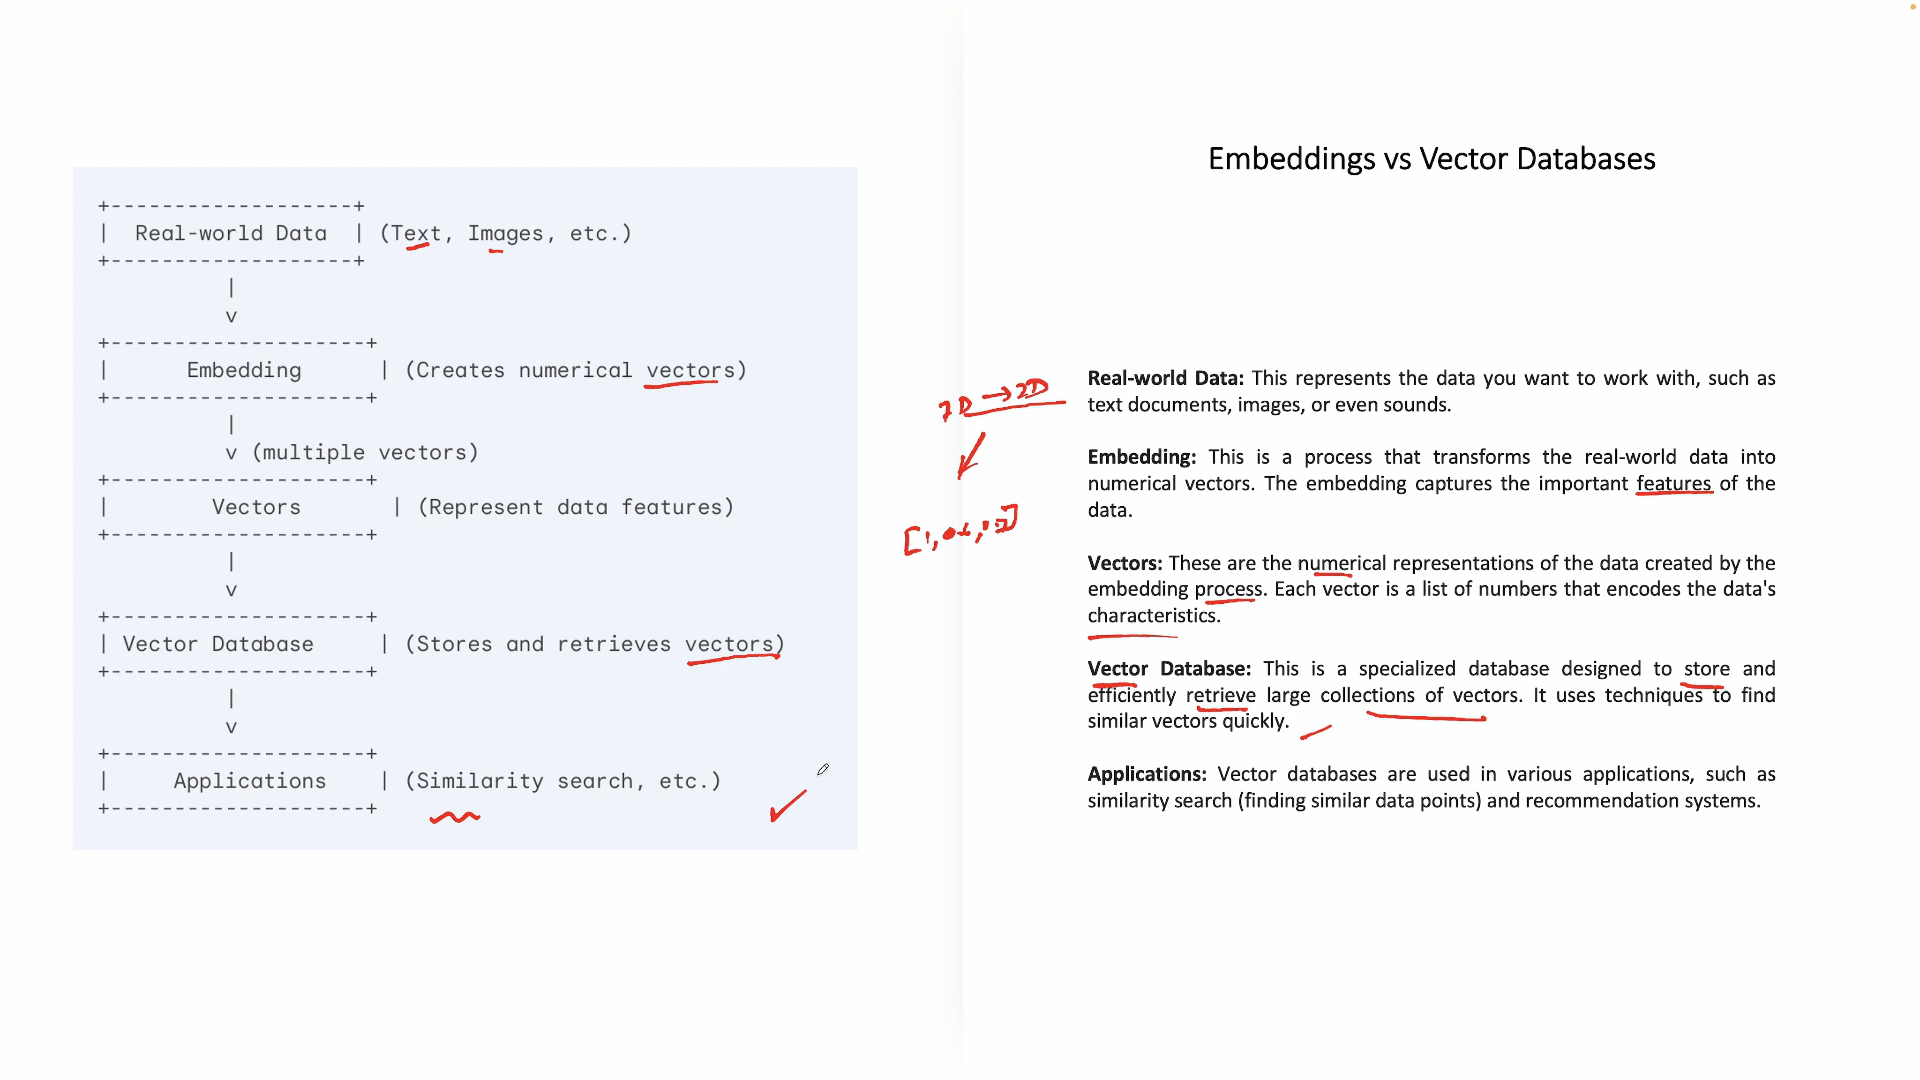 +-------------------+
|  Real-world Data  | (Text, Images, etc.)
+-------------------+
|
v
+--------------------+
|      Embedding      | (Creates numerical vectors)
+--------------------+
|
v (multiple vectors)
+--------------------+
|        Vectors       | (Represent data features)
+--------------------+
|
v
+--------------------+
| Vector Database     | (Stores and retrieves vectors)
+--------------------+
|
v
+--------------------+
|     Applications    | (Similarity search, etc.)
+--------------------+
7D → 2D
Embeddings vs Vector Databases
Real-world Data: This represents the data you want to work with, such as
text documents, images, or even sounds.
Embedding: This is a process that transforms the real-world data into
numerical vectors. The embedding captures the important features of the
data.
Vectors: These are the numerical representations of the data created by the
embedding process. Each vector is a list of numbers that encodes the data's
characteristics.
Vector Database: This is a specialized database designed to store and
efficiently retrieve large collections of vectors. It uses techniques to find
similar vectors quickly.
Applications: Vector databases are used in various applications, such as
similarity search (finding similar data points) and recommendation systems.